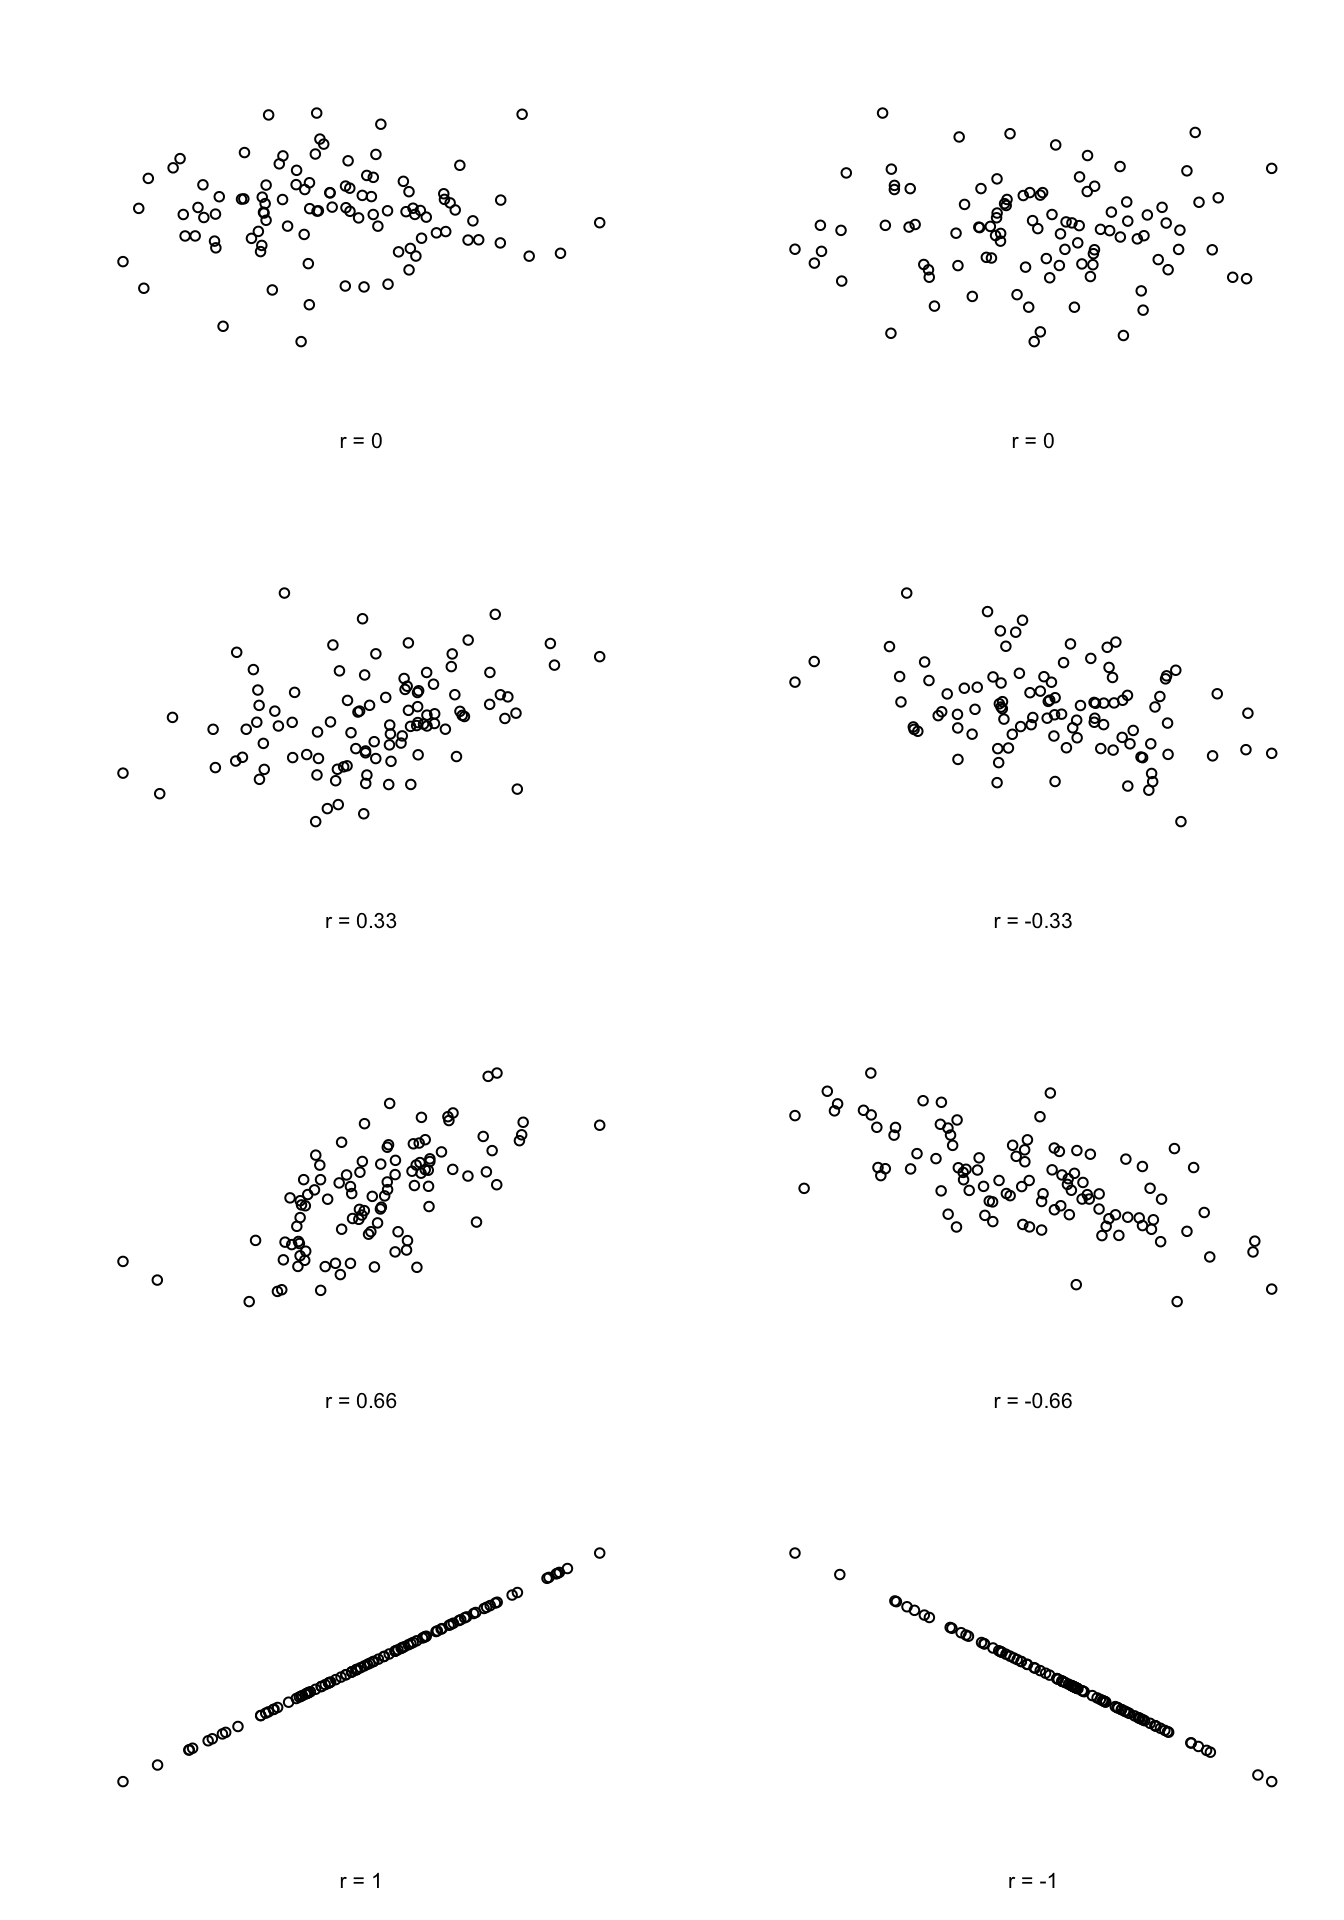 r = 0
r = 0
r = 0.33
r = -0.33
r = 0.66
r = -0.66
r = 1
r = -1